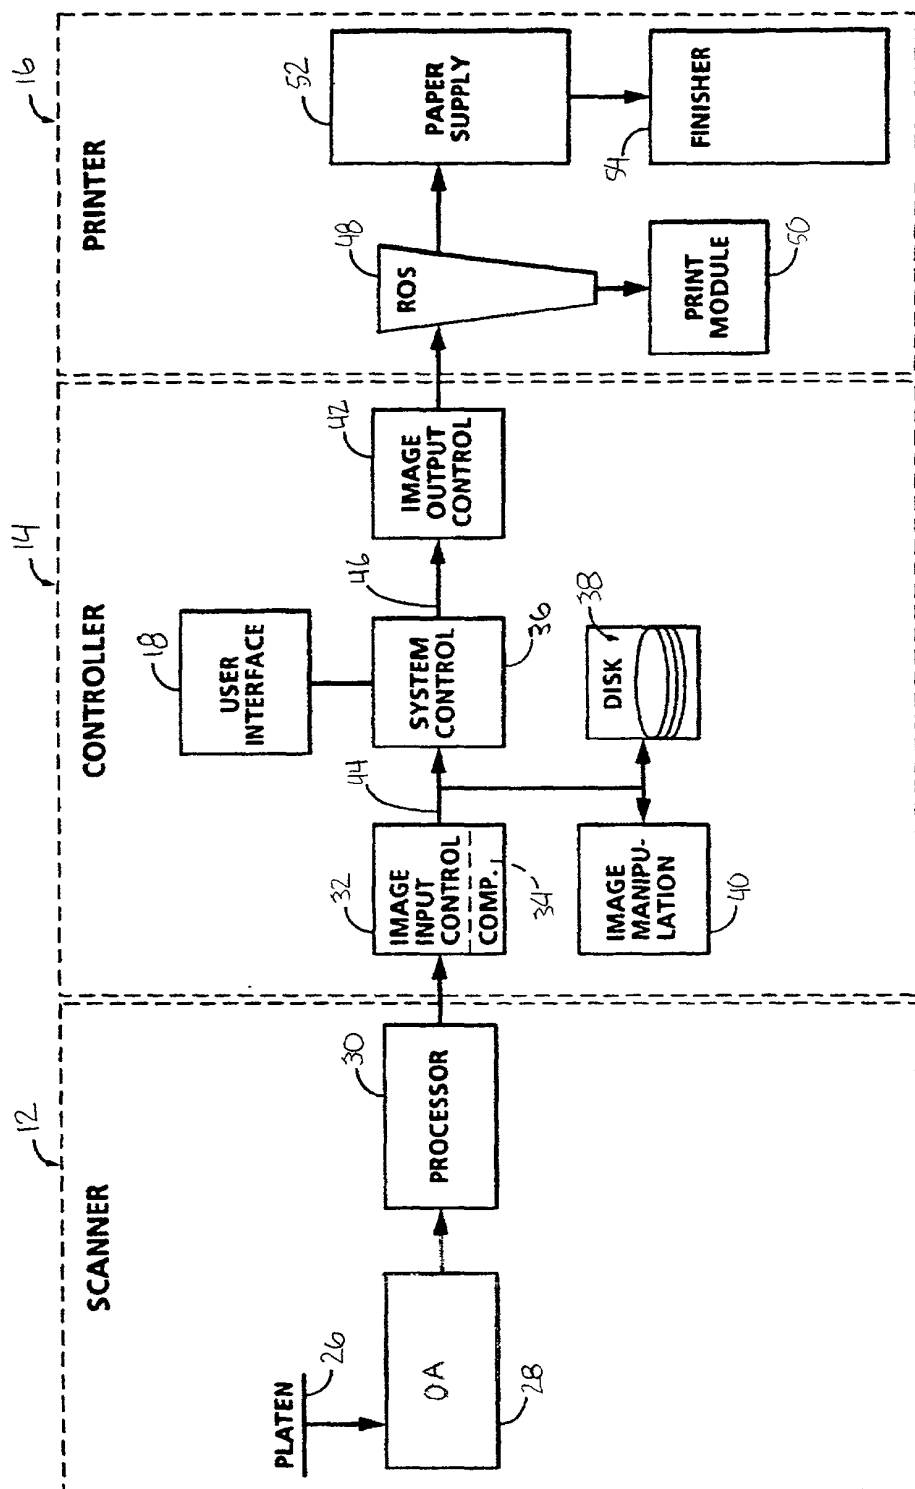 12
SCANNER
PLATEN
26
OA
28
PROCESSOR
30
14
CONTROLLER
USER
INTERFACE
18
IMAGE
INPUT
CONTROL
COMP.
32
34
44
SYSTEM
CONTROL
36
46
IMAGE
OUTPUT
CONTROL
42
IMAGE
MANIPU-
LATION
40
DISK
38
16
PRINTER
ROS
48
PRINT
MODULE
50
PAPER
SUPPLY
52
FINISHER
54